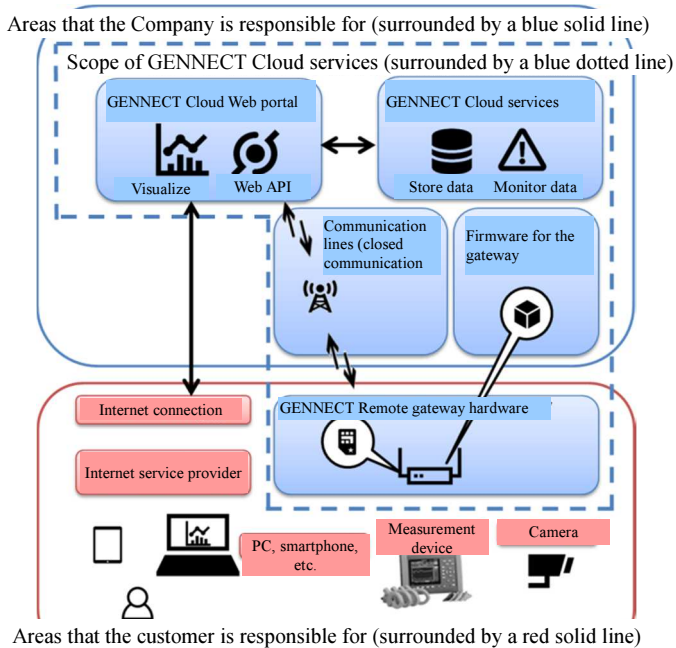 Areas that the Company is responsible for (surrounded by a blue solid line)
Scope of GENNECT Cloud services (surrounded by a blue dotted line)
GENNECT Cloud Web portal
Visualize
Web API
GENNECT Cloud services
Store data
Monitor data
Communication
lines (closed
communication
Firmware for the
gateway
Internet connection
GENNECT Remote gateway hardware
Internet service provider
PC, smartphone,
etc.
Measurement
device
Camera
Areas that the customer is responsible for (surrounded by a red solid line)